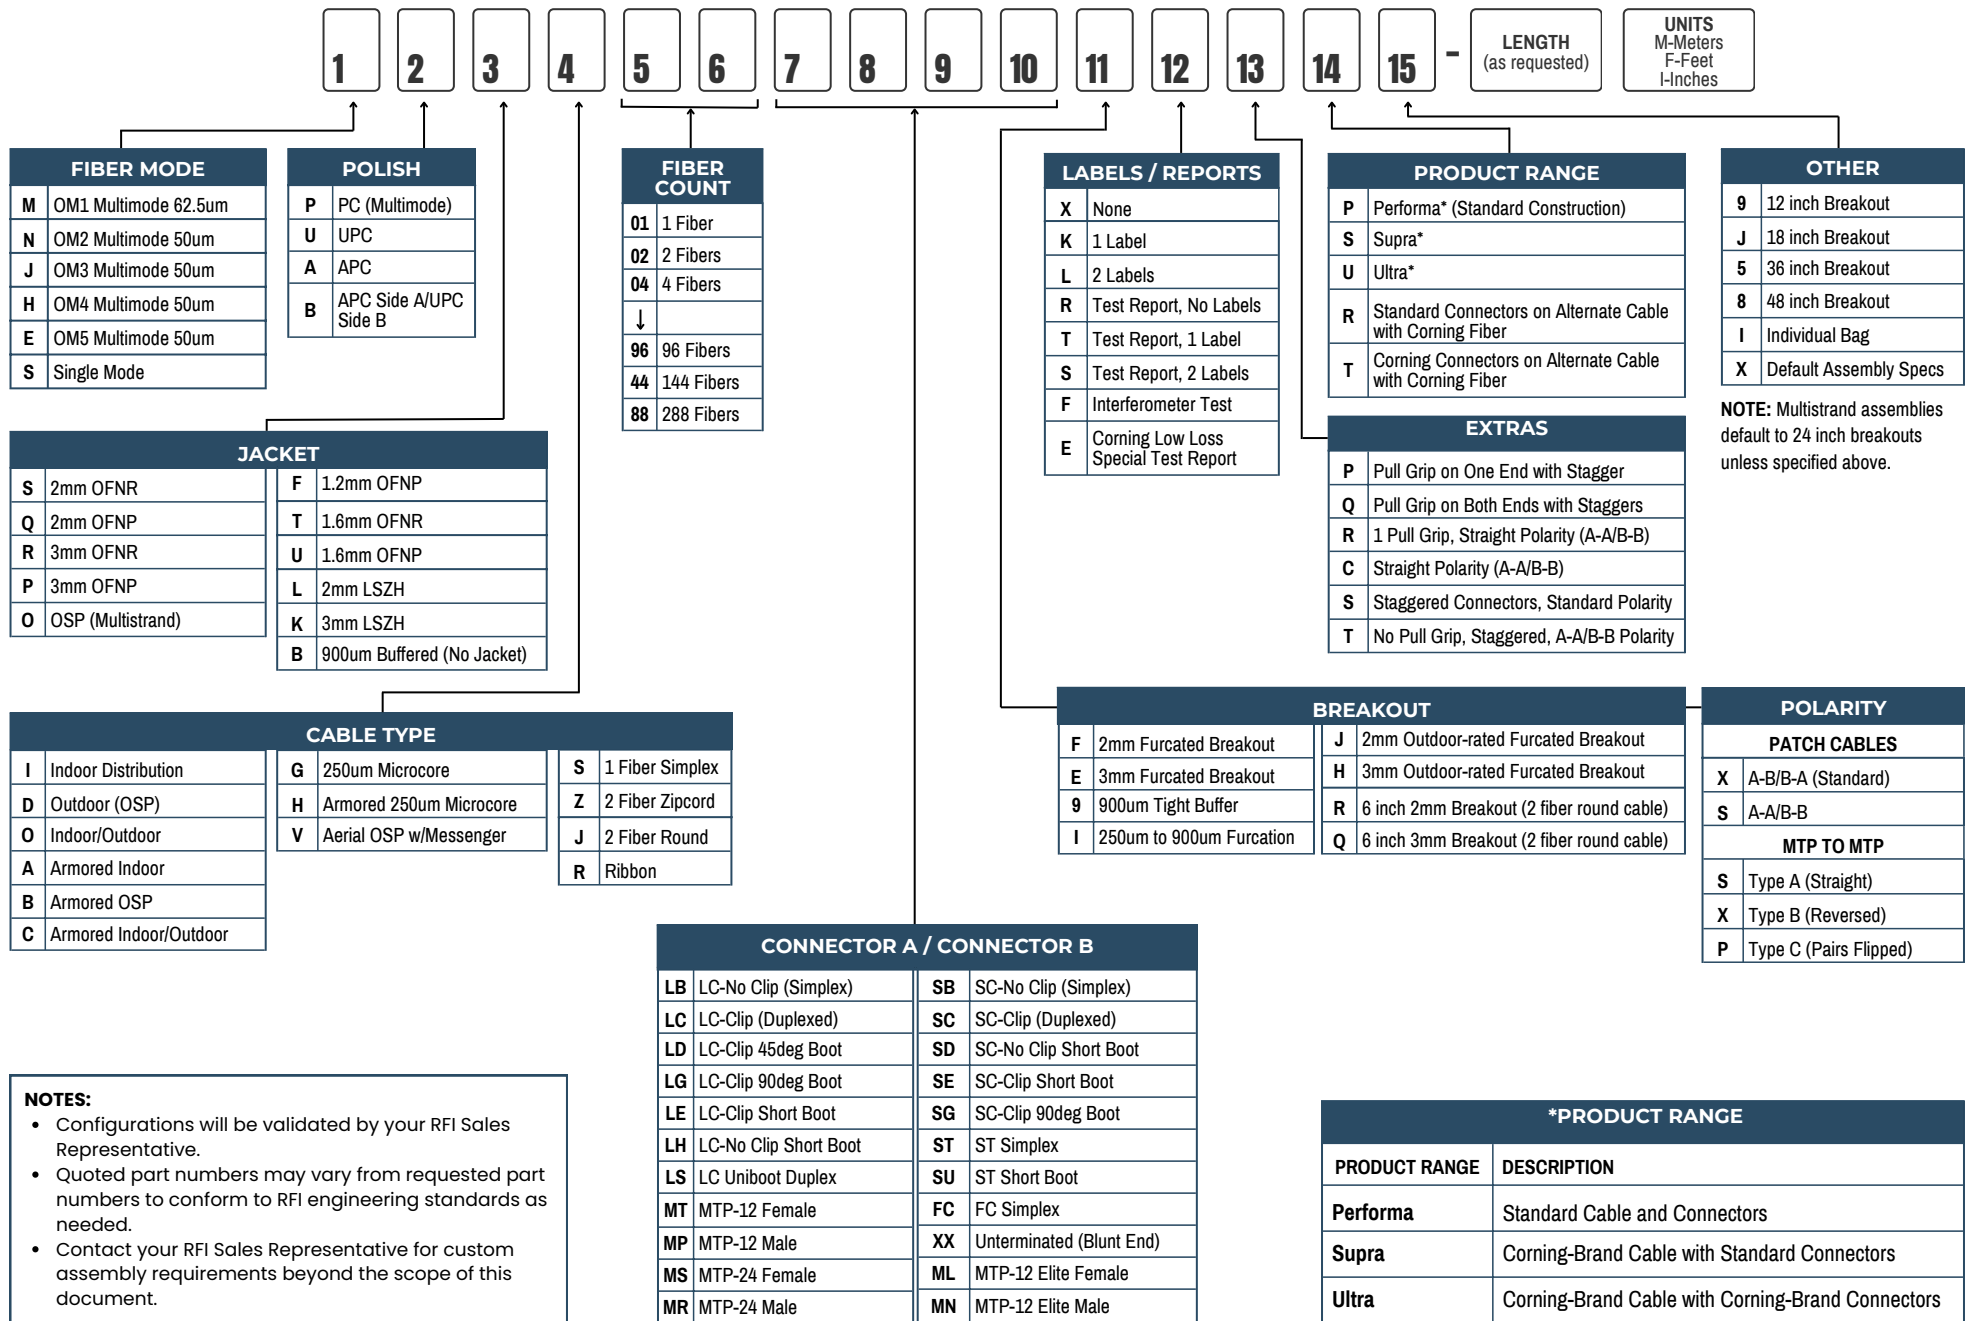 1 2 3 4 5 6 7 8 9 10 11 12 13 14 15 -
LENGTH
(as requested)
UNITS
M-Meters
F-Feet
I-Inches
FIBER MODE
M OM1 Multimode 62.5um
N OM2 Multimode 50um
J OM3 Multimode 50um
H OM4 Multimode 50um
E OM5 Multimode 50um
S Single Mode
POLISH
P PC (Multimode)
U UPC
A APC
B APC Side A/UPC
Side B
FIBER
COUNT
01 1 Fiber
02 2 Fibers
04 4 Fibers
↓
96 96 Fibers
44 144 Fibers
88 288 Fibers
LABELS / REPORTS
X None
K 1 Label
L 2 Labels
R Test Report, No Labels
T Test Report, 1 Label
S Test Report, 2 Labels
F Interferometer Test
E Corning Low Loss
Special Test Report
PRODUCT RANGE
P Performa* (Standard Construction)
S Supra*
U Ultra*
R Standard Connectors on Alternate Cable
with Corning Fiber
T Corning Connectors on Alternate Cable
with Corning Fiber
OTHER
9 12 inch Breakout
J 18 inch Breakout
5 36 inch Breakout
8 48 inch Breakout
I Individual Bag
X Default Assembly Specs
NOTE: Multistrand assemblies
default to 24 inch breakouts
unless specified above.
EXTRAS
P Pull Grip on One End with Stagger
Q Pull Grip on Both Ends with Staggers
R 1 Pull Grip, Straight Polarity (A-A/B-B)
C Straight Polarity (A-A/B-B)
S Staggered Connectors, Standard Polarity
T No Pull Grip, Staggered, A-A/B-B Polarity
JACKET
S 2mm OFNR
Q 2mm OFNP
R 3mm OFNR
P 3mm OFNP
O OSP (Multistrand)
F 1.2mm OFNP
T 1.6mm OFNR
U 1.6mm OFNP
L 2mm LSZH
K 3mm LSZH
B 900um Buffered (No Jacket)
CABLE TYPE
I Indoor Distribution
D Outdoor (OSP)
O Indoor/Outdoor
A Armored Indoor
B Armored OSP
C Armored Indoor/Outdoor
G 250um Microcore
H Armored 250um Microcore
V Aerial OSP w/Messenger
S 1 Fiber Simplex
Z 2 Fiber Zipcord
J 2 Fiber Round
R Ribbon
BREAKOUT
F 2mm Furcated Breakout
E 3mm Furcated Breakout
9 900um Tight Buffer
I 250um to 900um Furcation
J 2mm Outdoor-rated Furcated Breakout
H 3mm Outdoor-rated Furcated Breakout
R 6 inch 2mm Breakout (2 fiber round cable)
Q 6 inch 3mm Breakout (2 fiber round cable)
POLARITY
PATCH CABLES
X A-B/B-A (Standard)
S A-A/B-B
MTP TO MTP
S Type A (Straight)
X Type B (Reversed)
P Type C (Pairs Flipped)
CONNECTOR A / CONNECTOR B
LB LC-No Clip (Simplex)
LC LC-Clip (Duplexed)
LD LC-Clip 45deg Boot
LG LC-Clip 90deg Boot
LE LC-Clip Short Boot
LH LC-No Clip Short Boot
LS LC Uniboot Duplex
MT MTP-12 Female
MP MTP-12 Male
MS MTP-24 Female
MR MTP-24 Male
SB SC-No Clip (Simplex)
SC SC-Clip (Duplexed)
SD SC-No Clip Short Boot
SE SC-Clip Short Boot
SG SC-Clip 90deg Boot
ST ST Simplex
SU ST Short Boot
FC FC Simplex
XX Unterminated (Blunt End)
ML MTP-12 Elite Female
MN MTP-12 Elite Male
NOTES:
• Configurations will be validated by your RFI Sales
Representative.
• Quoted part numbers may vary from requested part
numbers to conform to RFI engineering standards as
needed.
• Contact your RFI Sales Representative for custom
assembly requirements beyond the scope of this
document.
*PRODUCT RANGE
PRODUCT RANGE DESCRIPTION
Performa Standard Cable and Connectors
Supra Corning-Brand Cable with Standard Connectors
Ultra Corning-Brand Cable with Corning-Brand Connectors